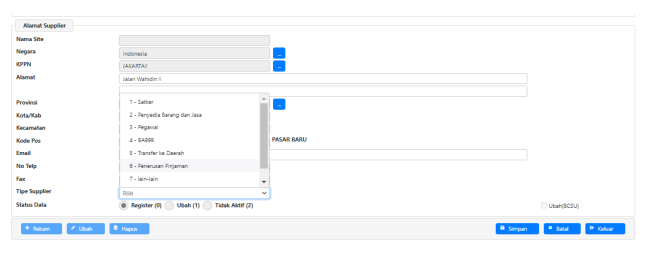 Alamat Supplier
Nama Site
Negara Indonesia ...
KPPN JAKARTA II ...
Alamat Jalan Wahidin II
Provinsi ...
Kota/Kab
Kecamatan
Kode Pos PASAR BARU
Email
No Telp
Fax
1 - Satker
2 - Penyedia Barang dan Jasa
3 - Pegawai
4 - BA999
5 - Transfer ke Daerah
6 - Penerusan Pinjaman
7 - lain-lain
Tipe Supplier Pilih
Status Data Register (0) Ubah (1) Tidak Aktif (2) Ubah(BCSU)
Rekam Ubah Hapus Simpan Batal Keluar